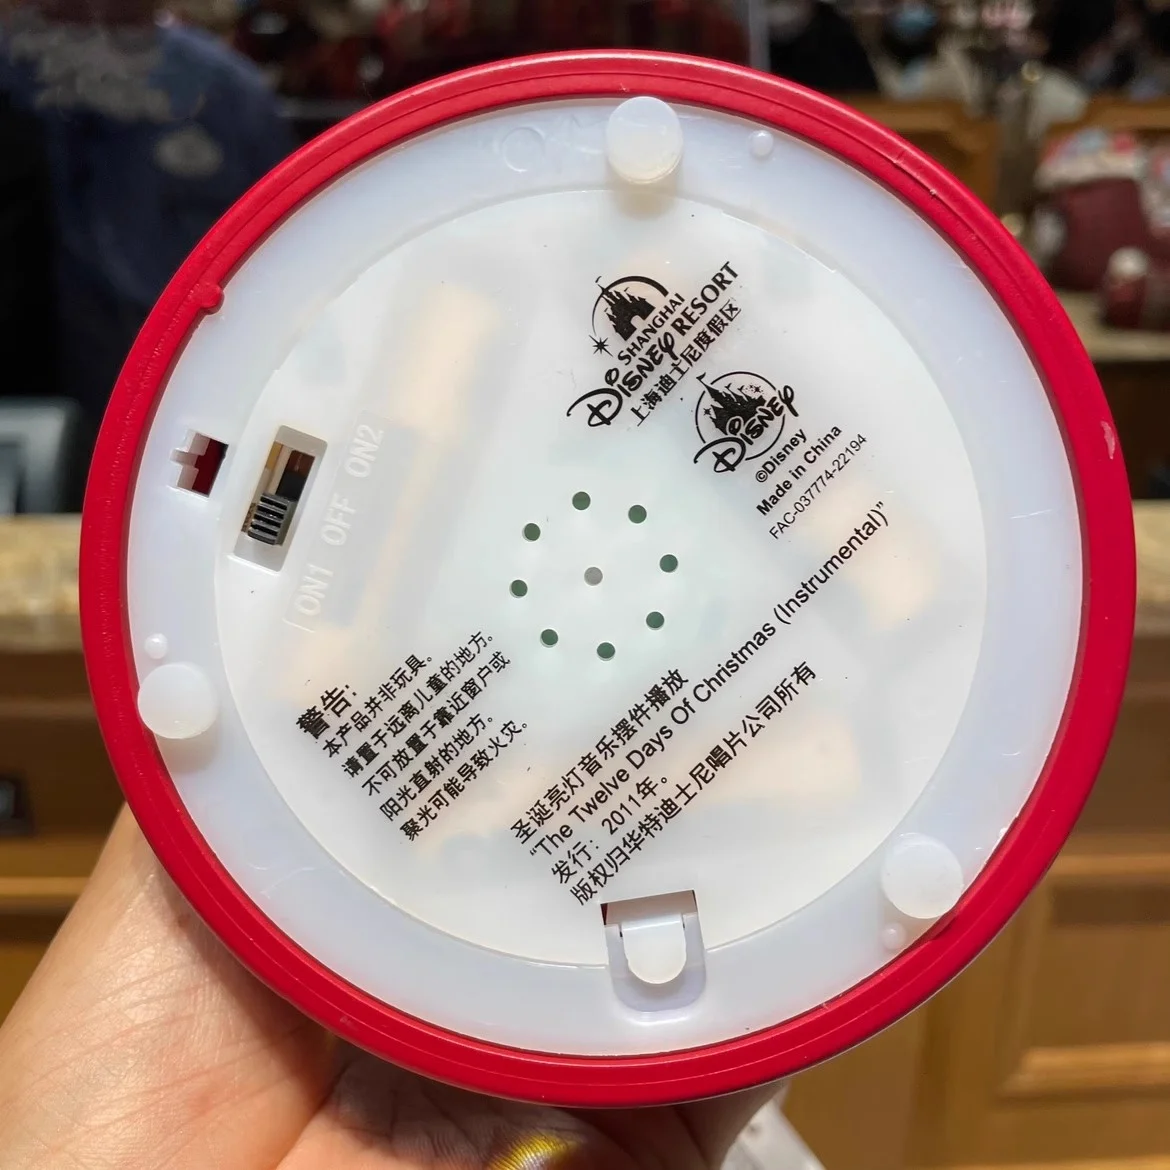 SHANGHAI
Disney RESORT
上海迪士尼度假区
Disney
©Disney
Made in China
FAC-037774-22194
ON1 OFF ON2
警告:
本产品并非玩具。
请置于远离儿童的地方。
不可放置于靠近窗户或
阳光直射的地方。
聚光可能导致火灾。
圣诞亮灯音乐摆件播放
“The Twelve Days Of Christmas (Instrumental)”
发行：2011年。
版权归华特迪士尼唱片公司所有